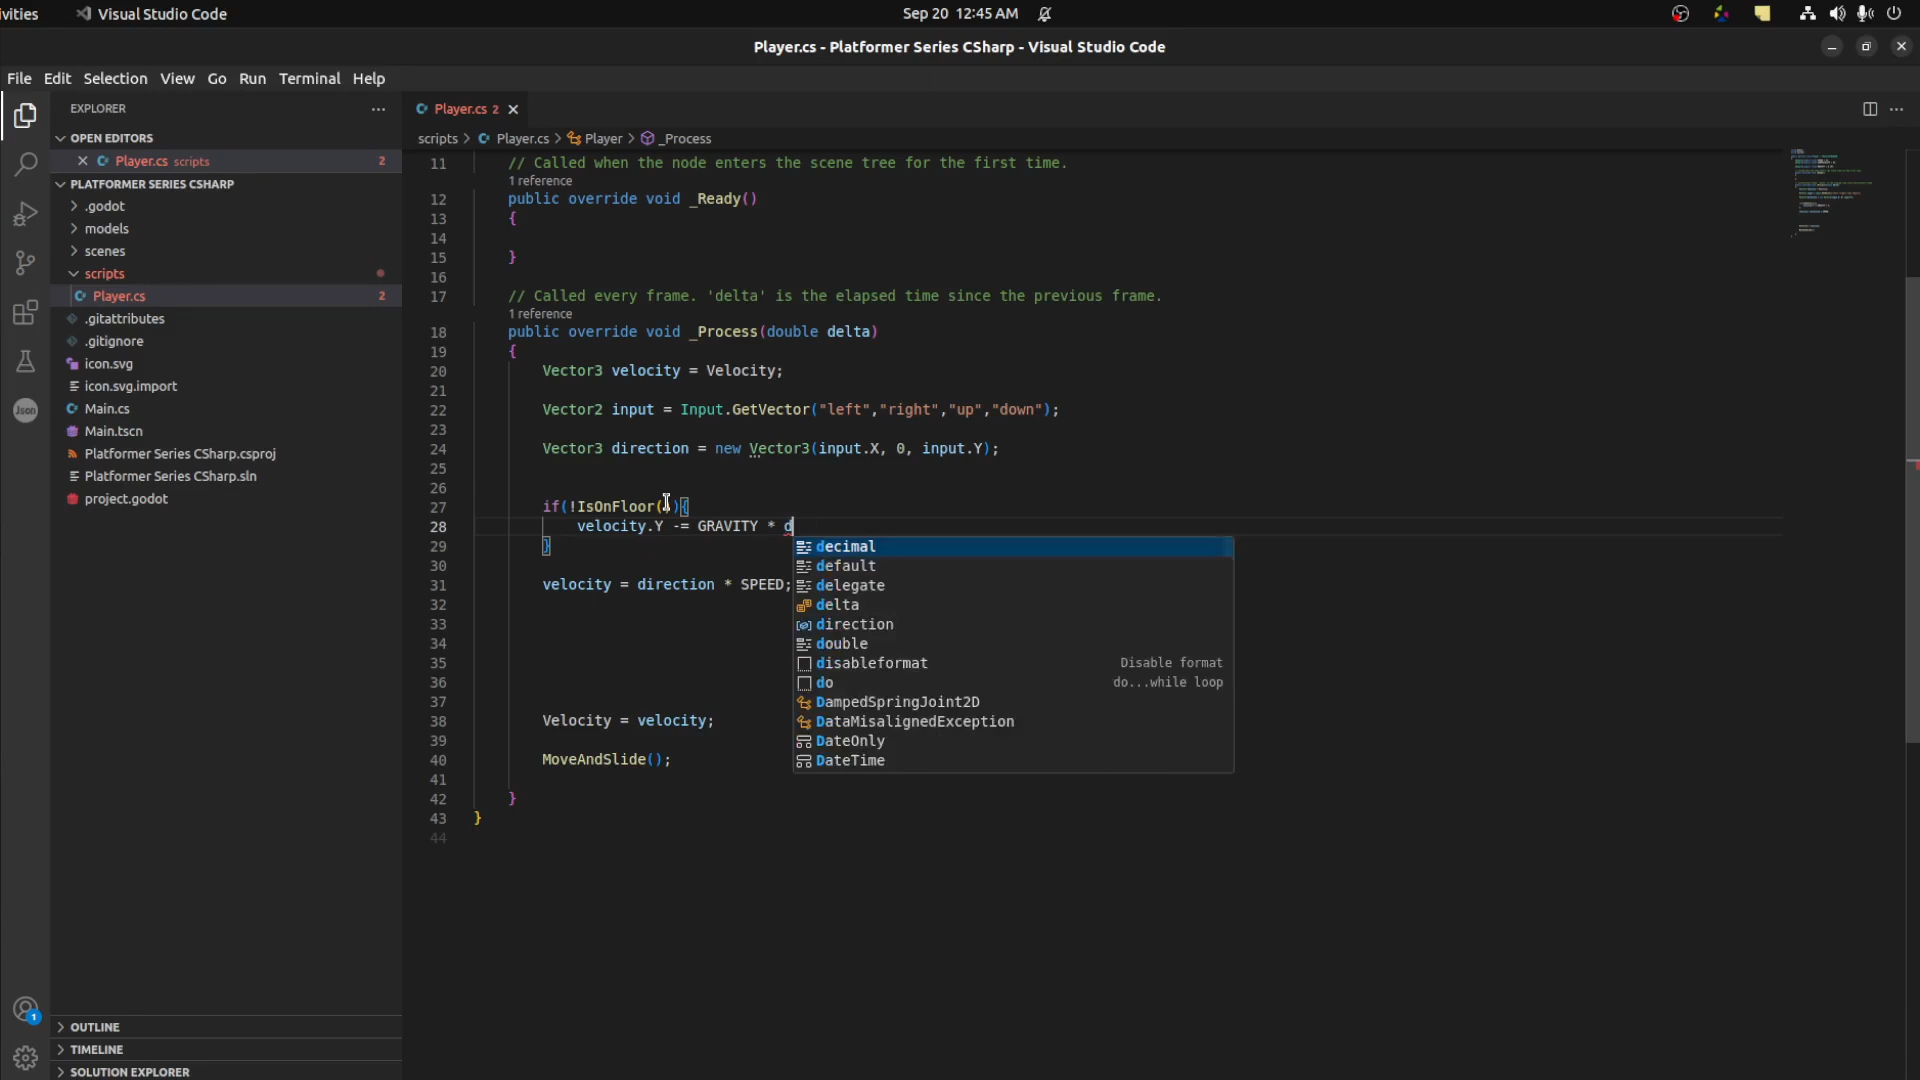 ivities
Visual Studio Code
Sep 20 12:45 AM
Player.cs - Platformer Series CSharp - Visual Studio Code
File Edit Selection View Go Run Terminal Help
EXPLORER
OPEN EDITORS
Player.cs scripts 2
PLATFORMER SERIES CSHARP
.godot
models
scenes
scripts
Player.cs 2
.gitattributes
.gitignore
icon.svg
icon.svg.import
Main.cs
Main.tscn
Platformer Series CSharp.csproj
Platformer Series CSharp.sln
project.godot
OUTLINE
TIMELINE
SOLUTION EXPLORER
Json
1
Player.cs 2
scripts > Player.cs > Player > _Process
11 // Called when the node enters the scene tree for the first time.
1 reference
12 public override void _Ready()
13 {
14
15 }
16
17 // Called every frame. 'delta' is the elapsed time since the previous frame.
1 reference
18 public override void _Process(double delta)
19 {
20 Vector3 velocity = Velocity;
21
22 Vector2 input = Input.GetVector("left","right","up","down");
23
24 Vector3 direction = new Vector3(input.X, 0, input.Y);
25
26
27 if(!IsOnFloor()){
28 velocity.Y -= GRAVITY * d
29 }
30
31 velocity = direction * SPEED;
32
33
34
35
36
37
38 Velocity = velocity;
39
40 MoveAndSlide();
41
42 }
43 }
44
decimal
default
delegate
delta
direction
double
disableformat Disable format
do do...while loop
DampedSpringJoint2D
DataMisalignedException
DateOnly
DateTime